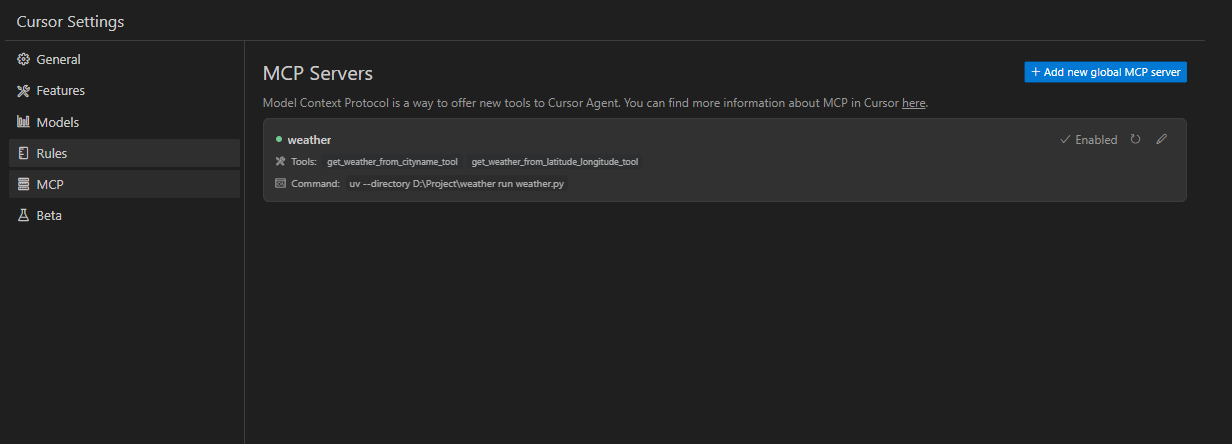 Cursor Settings
General
Features
Models
Rules
MCP
Beta
MCP Servers
+ Add new global MCP server
Model Context Protocol is a way to offer new tools to Cursor Agent. You can find more information about MCP in Cursor here.
weather
Enabled
Tools: get_weather_from_cityname_tool get_weather_from_latitude_longitude_tool
Command: uv --directory D:\Project\weather run weather.py